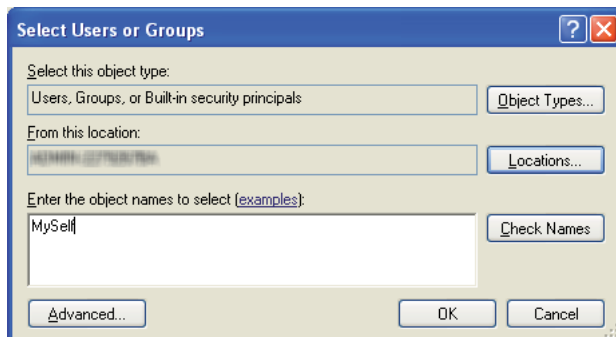 Select Users or Groups
Select this object type:
Users, Groups, or Built-in security principals
Object Types...
From this location:
Locations...
Enter the object names to select (examples):
MySelf
Check Names
Advanced...
OK
Cancel